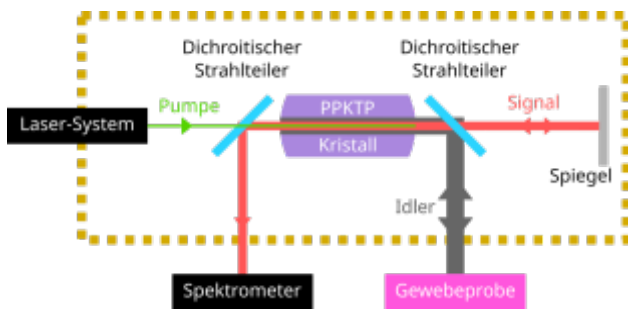 Dichroitischer
Strahlteiler
Dichroitischer
Strahlteiler
Pumpe
PPKTP
Signal
Laser-System
Kristall
Spiegel
Idler
Spektrometer
Gewebeprobe